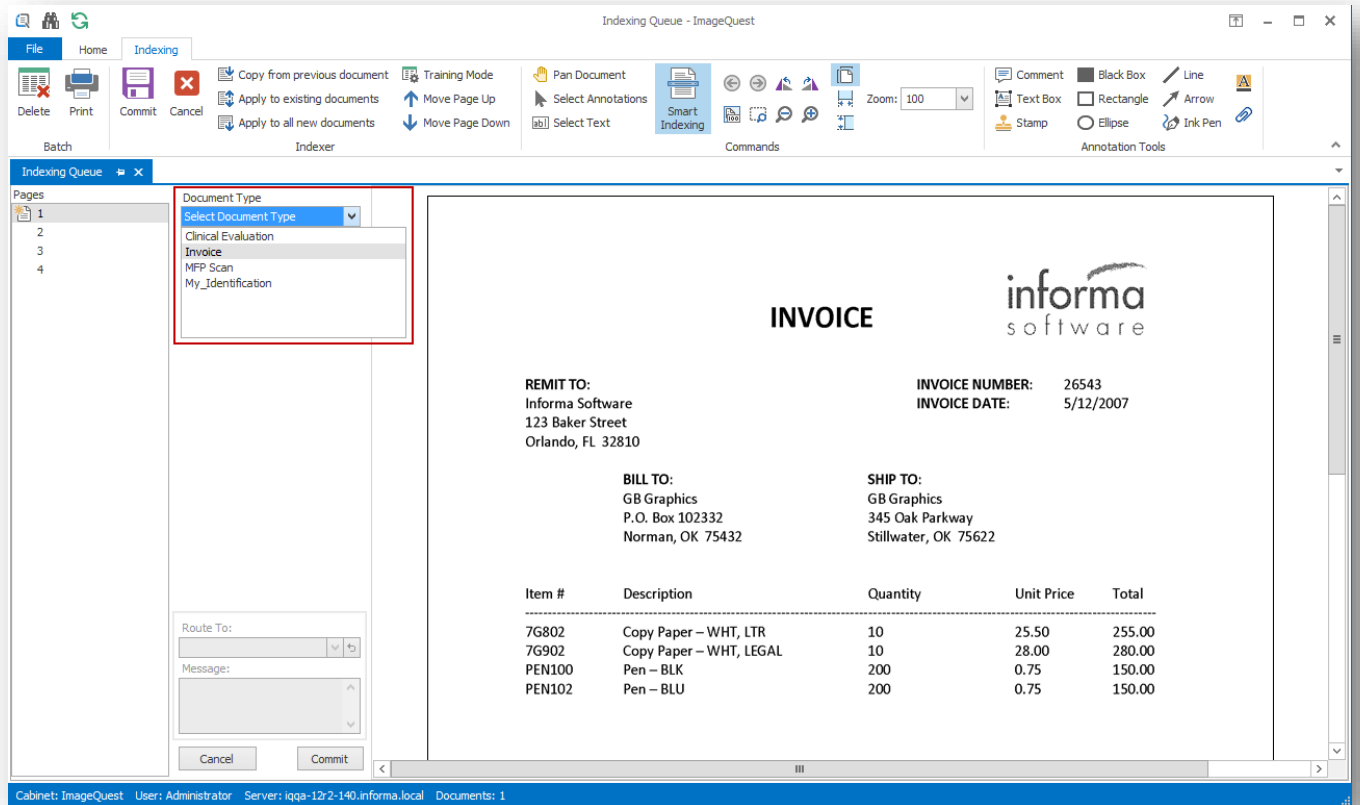 Indexing Queue - ImageQuest
File Home Indexing
Delete Print Commit Cancel
Copy from previous document
Apply to existing documents
Apply to all new documents
Training Mode
Move Page Up
Move Page Down
Pan Document
Select Annotations
ab Select Text
Smart Indexing
100
Zoom: 100
Comment Black Box Line A
Text Box Rectangle Arrow
Stamp Ellipse Ink Pen
Batch Indexer Commands Annotation Tools
Indexing Queue
Pages
1
2
3
4
Document Type
Select Document Type
Clinical Evaluation
Invoice
MFP Scan
My_Identification
Route To:
Message:
Cancel Commit
informa
software
INVOICE
REMIT TO: INVOICE NUMBER: 26543
Informa Software INVOICE DATE: 5/12/2007
123 Baker Street
Orlando, FL 32810
BILL TO: SHIP TO:
GB Graphics GB Graphics
P.O. Box 102332 345 Oak Parkway
Norman, OK 75432 Stillwater, OK 75622
Item # Description Quantity Unit Price Total
7G802 Copy Paper – WHT, LTR 10 25.50 255.00
7G902 Copy Paper – WHT, LEGAL 10 28.00 280.00
PEN100 Pen – BLK 200 0.75 150.00
PEN102 Pen – BLU 200 0.75 150.00
Cabinet: ImageQuest User: Administrator Server: iqqa-12r2-140.informa.local Documents: 1